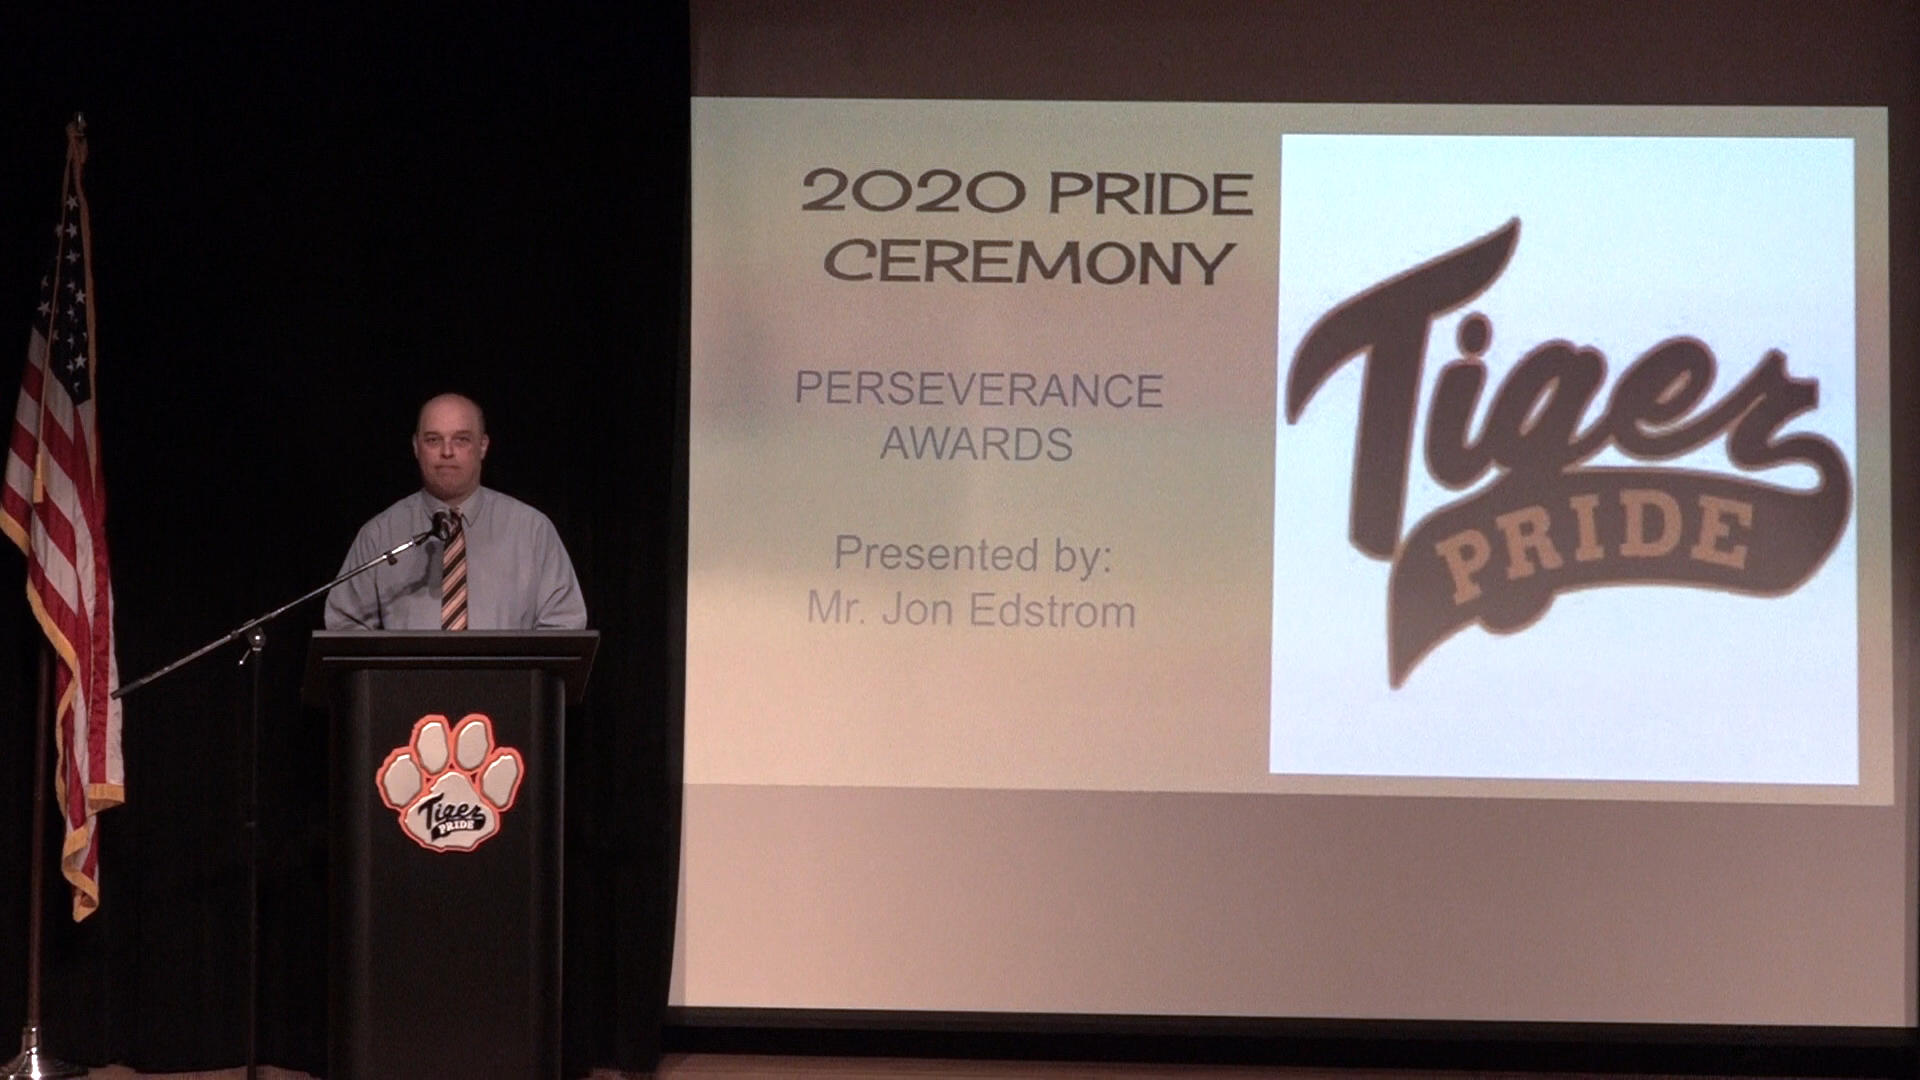 2020 PRIDE
CEREMONY
PERSEVERANCE
AWARDS
Presented by:
Mr. Jon Edstrom
Tiger
PRIDE
Tiger
PRIDE